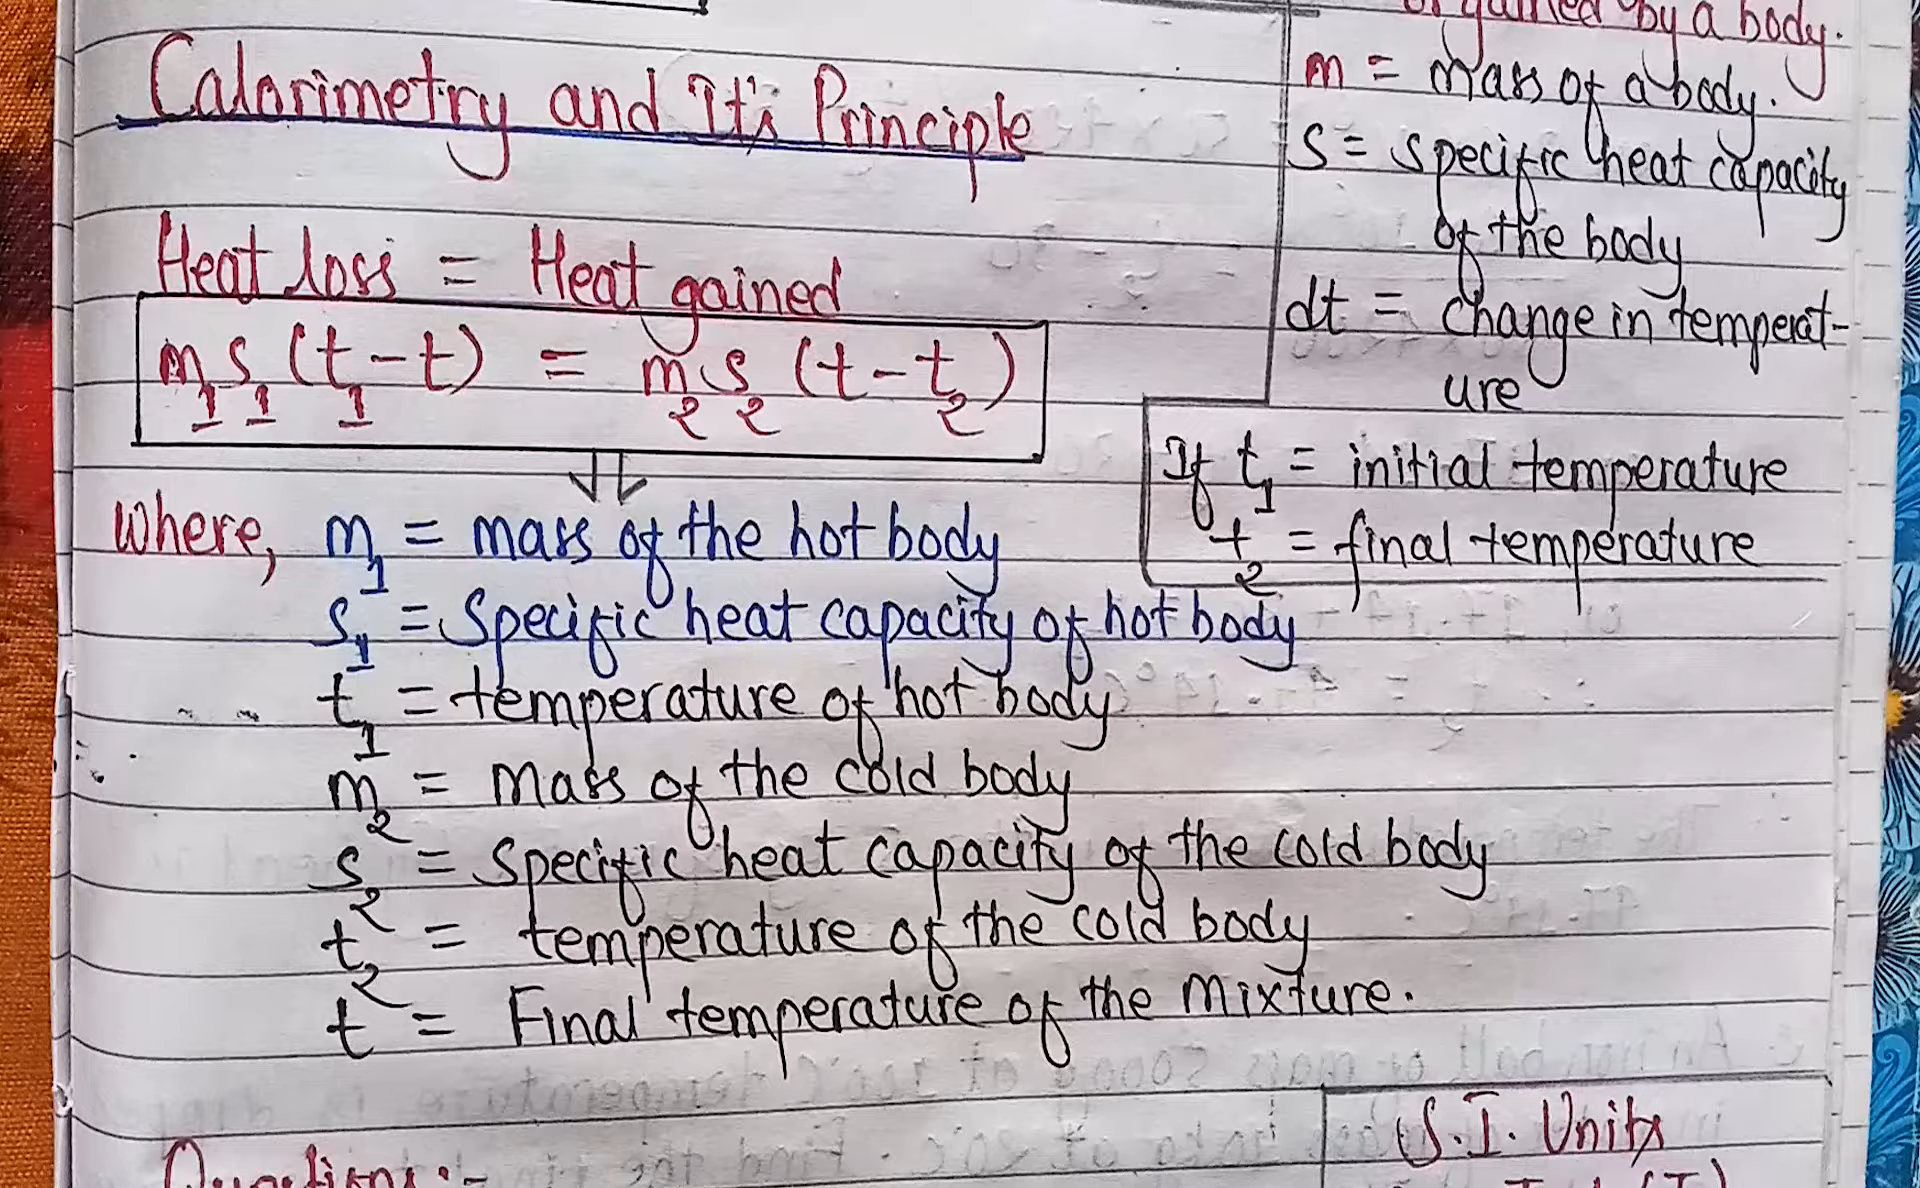 Calorimetry and It's Principle
Heat loss = Heat gained
m₁s₁(t₁-t) = m₂s₂(t-t₂)
where, m₁ = mass of the hot body
s₁ = Specific heat capacity of hot body
t₁ = temperature of hot body
m₂ = mass of the cold body
s₂ = specific heat capacity of the cold body
t₂ = temperature of the cold body
t = Final temperature of the mixture.
gained by a body.
m = mass of a body.
s = specific heat capacity
of the body
dt = change in temperat-
ure
If t₁ = initial temperature
t₂ = final temperature
Questions:-
S.I. Units